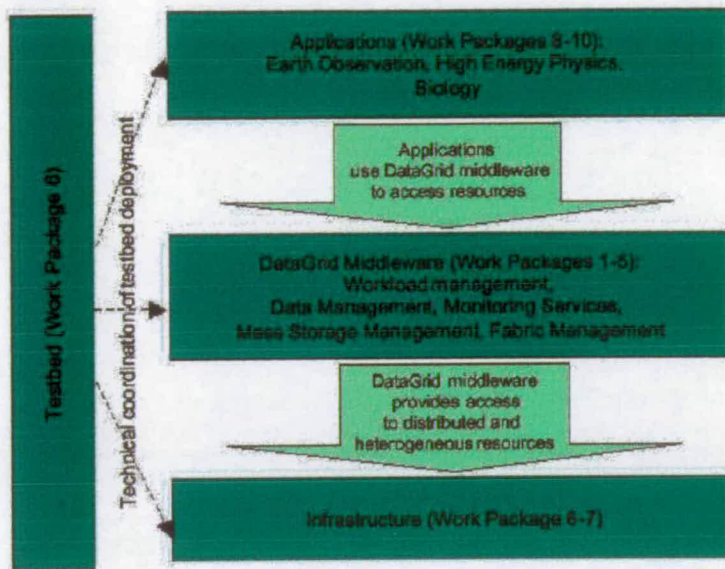 Applications (Work Packages 8-10):
Earth Observation, High Energy Physics,
Biology
Applications
use DataGrid middleware
to access resources
DataGrid Middleware (Work Packages 1-5):
Workload management,
Data Management, Monitoring Services,
Mass Storage Management, Fabric Management
DataGrid middleware
provides access
to distributed and
heterogeneous resources
Infrastructure (Work Package 6-7)
Testbed (Work Package 6)
Technical coordination of testbed deployment